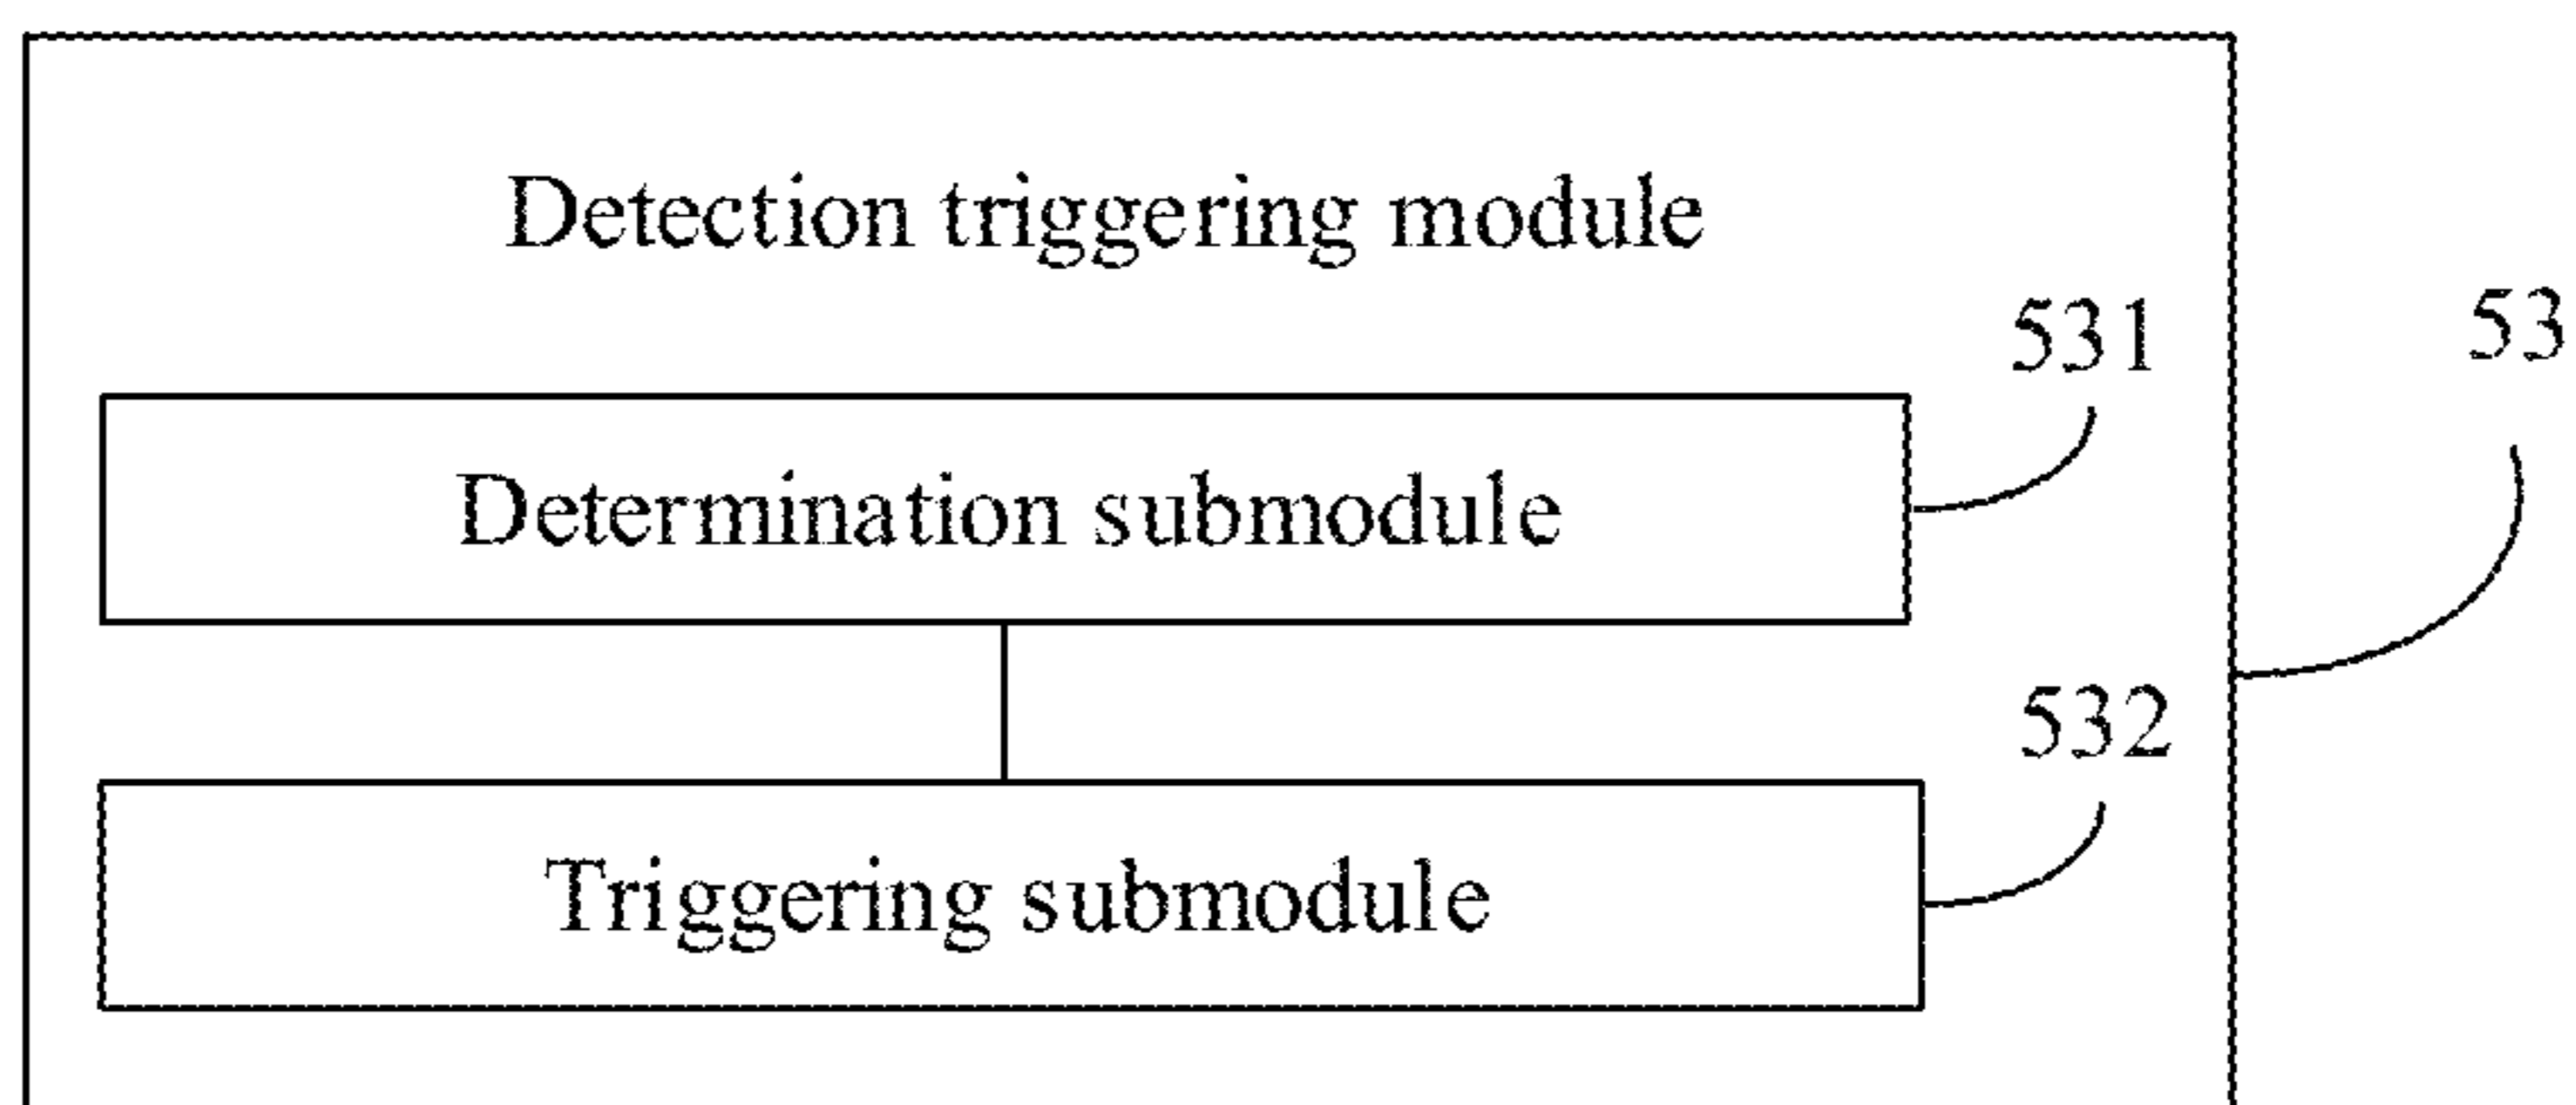 Detection triggering module
531
53
Determination submodule
532
Triggering submodule